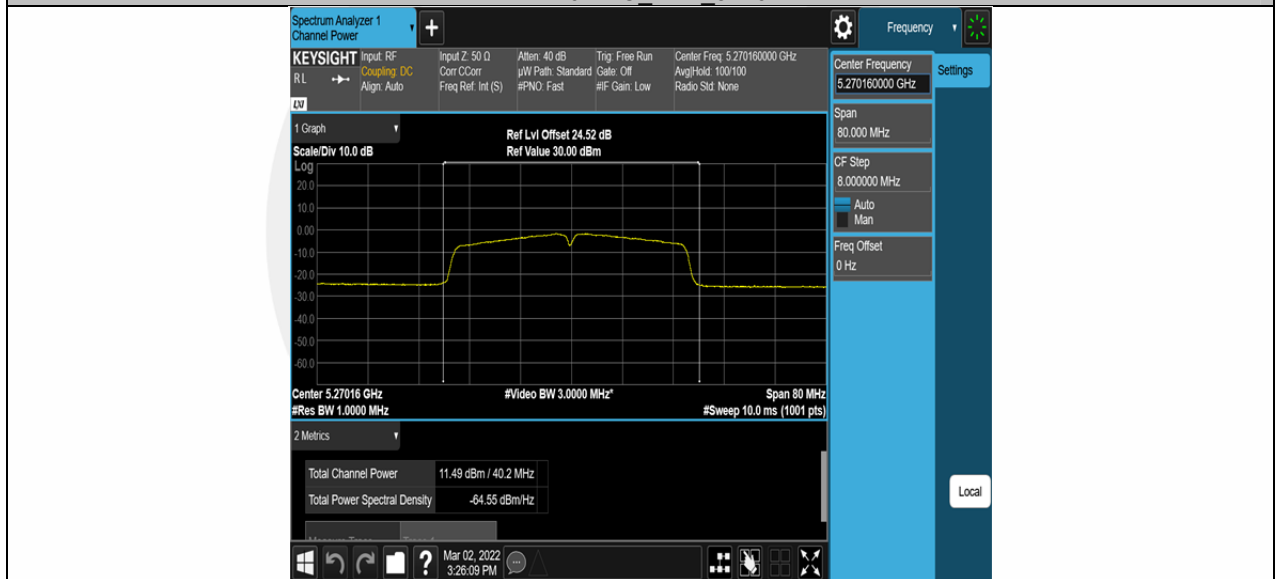 Spectrum Analyzer 1
Channel Power
+
Frequency
KEYSIGHT
RL
LXI
Input: RF
Coupling: DC
Align: Auto
Input Z: 50 Ω
Corr CCorr
Freq Ref: Int (S)
Atten: 40 dB
µW Path: Standard
#PNO: Fast
Trig: Free Run
Gate: Off
#IF Gain: Low
Center Freq: 5.270160000 GHz
Avg|Hold: 100/100
Radio Std: None
Center Frequency
5.270160000 GHz
Settings
Span
80.000 MHz
CF Step
8.000000 MHz
Auto
Man
Freq Offset
0 Hz
Local
1 Graph
Scale/Div 10.0 dB
Ref Lvl Offset 24.52 dB
Ref Value 30.00 dBm
Log
20.0
10.0
0.00
-10.0
-20.0
-30.0
-40.0
-50.0
-60.0
Center 5.27016 GHz
#Video BW 3.0000 MHz*
Span 80 MHz
#Res BW 1.0000 MHz
#Sweep 10.0 ms (1001 pts)
2 Metrics
Total Channel Power 11.49 dBm / 40.2 MHz
Total Power Spectral Density -64.55 dBm/Hz
?
Mar 02, 2022
3:26:09 PM